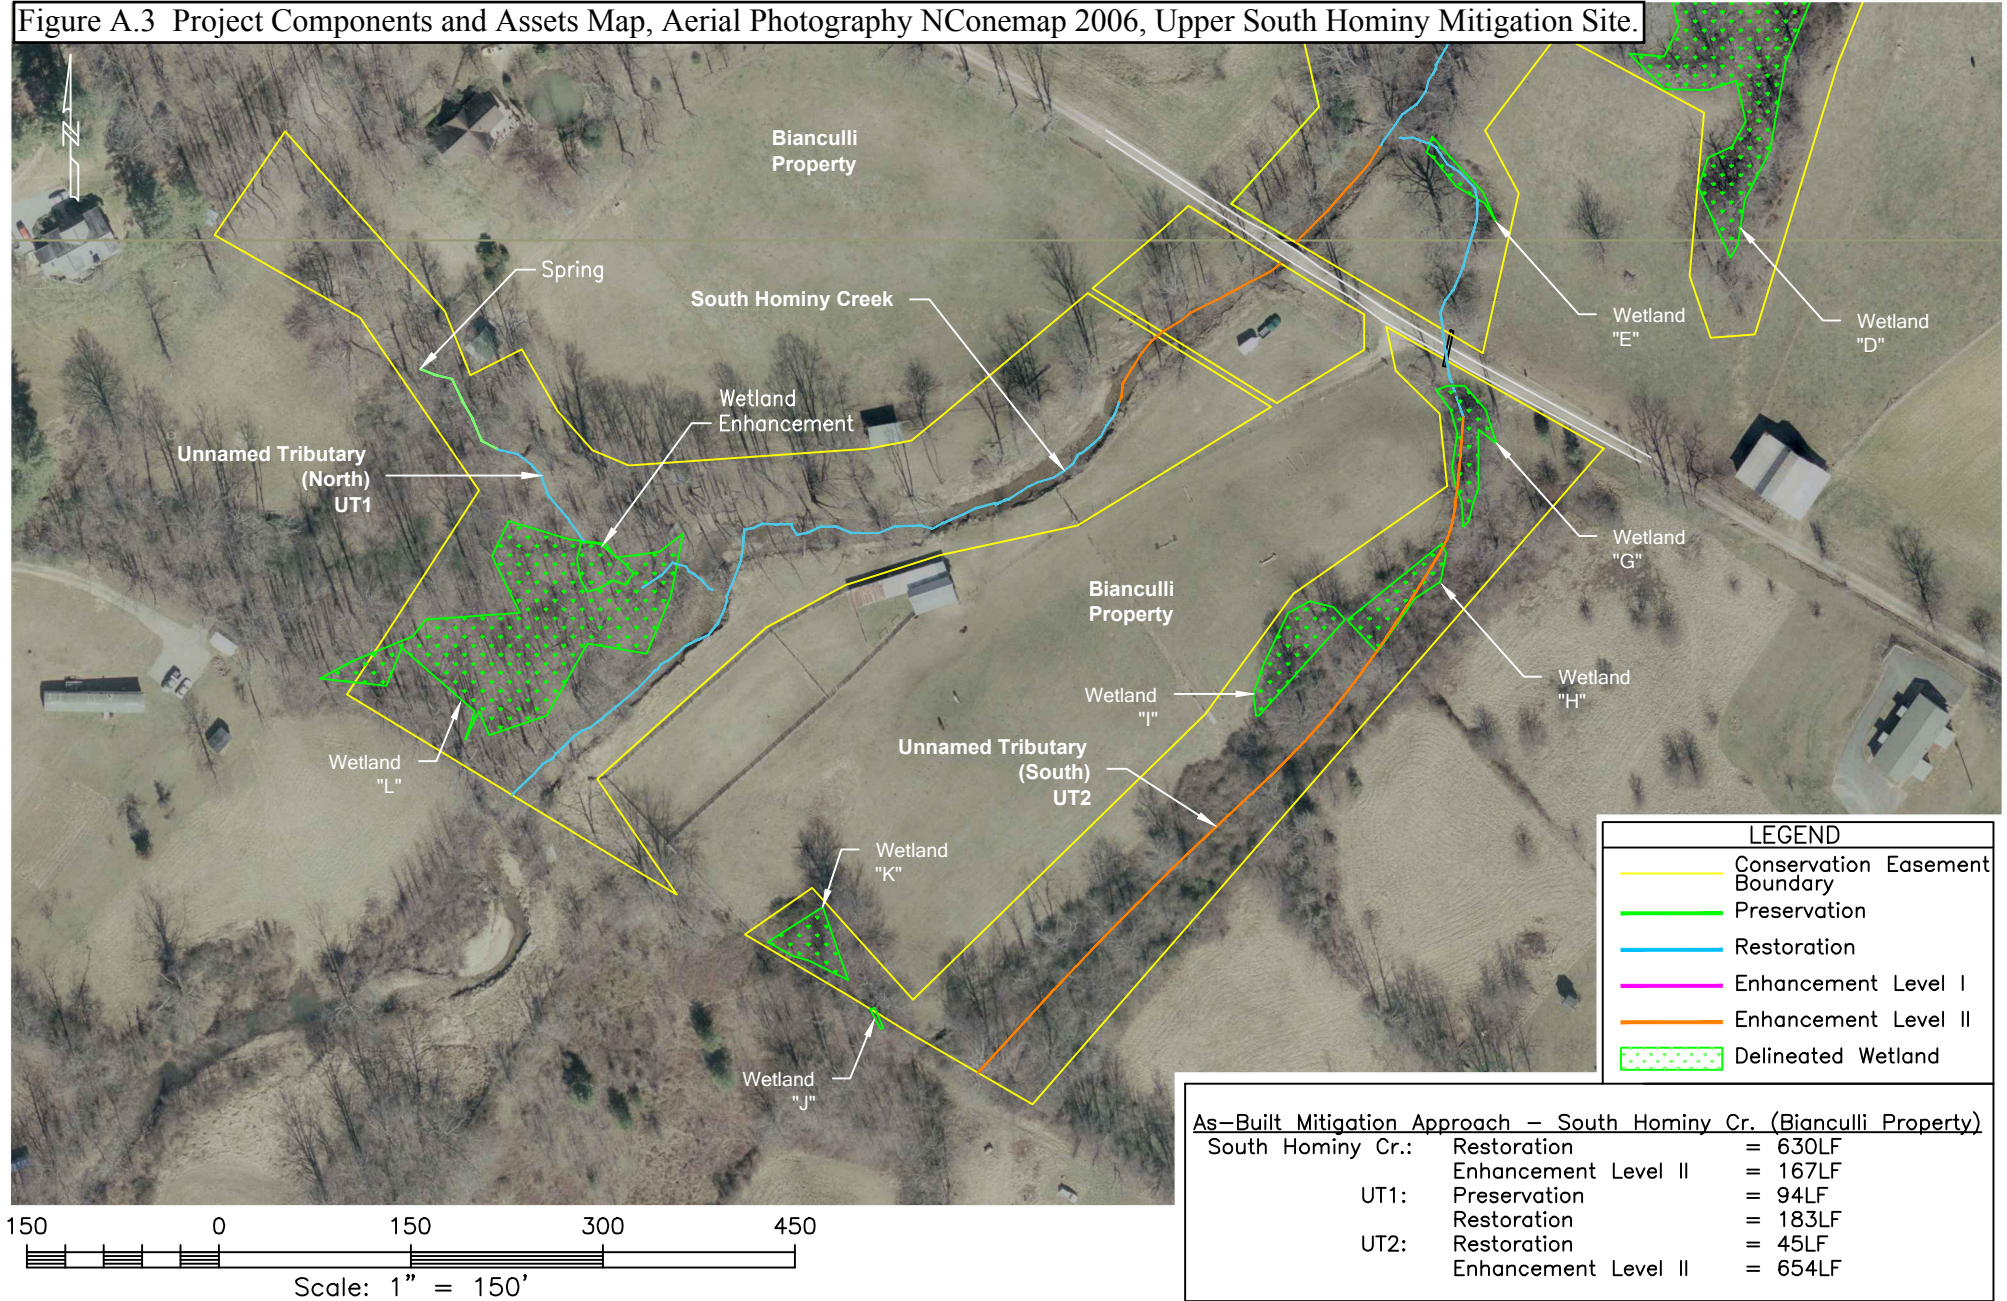 Figure A.3 Project Components and Assets Map, Aerial Photography NConemap 2006, Upper South Hominy Mitigation Site.
N
Bianculli
Property
Spring
South Hominy Creek
Wetland
"E"
Wetland
"D"
Wetland
Enhancement
Unnamed Tributary
(North)
UT1
Wetland
"G"
Bianculli
Property
Wetland
"H"
Wetland
"I"
Unnamed Tributary
(South)
UT2
Wetland
"L"
Wetland
"K"
Wetland
"J"
LEGEND
Conservation Easement
Boundary
Preservation
Restoration
Enhancement Level I
Enhancement Level II
Delineated Wetland
As-Built Mitigation Approach - South Hominy Cr. (Bianculli Property)
South Hominy Cr.: Restoration = 630LF
Enhancement Level II = 167LF
UT1: Preservation = 94LF
Restoration = 183LF
UT2: Restoration = 45LF
Enhancement Level II = 654LF
150 0 150 300 450
Scale: 1" = 150'